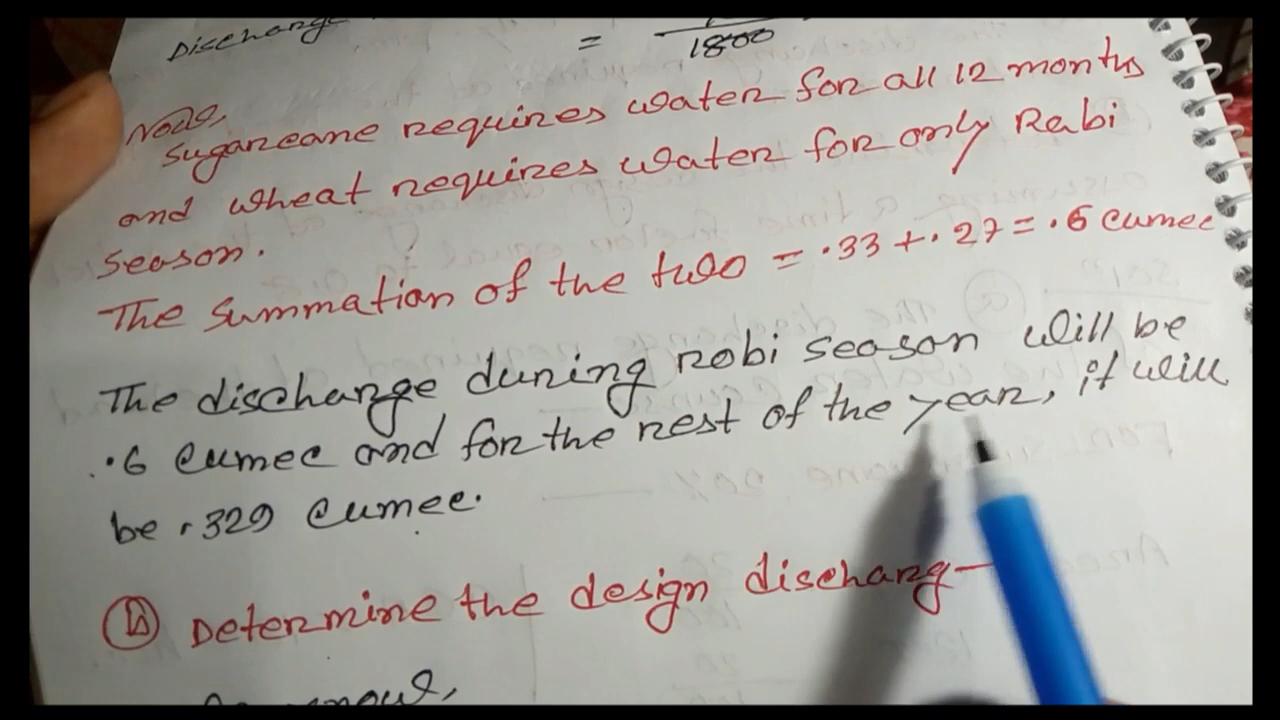 Discharge
= 1800
Note,
Sugarcane requires water for all 12 months
and wheat requires water for only Rabi
season.
The summation of the two = .33 + .27 = .6 cumec
The discharge during Robi season will be
.6 cumec and for the rest of the year, it will
be .329 cumec.
(b) Determine the design discharg-